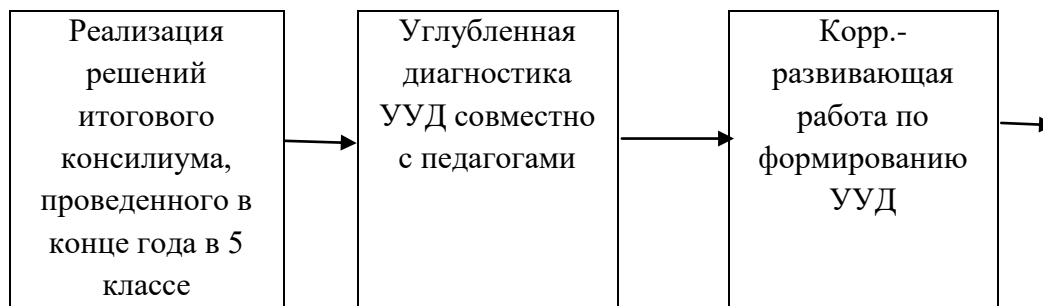 Реализация
решений
итогового
консилиума,
проведенного в
конце года в 5
классе
Углубленная
диагностика
УУД совместно
с педагогами
Корр.-
развивающая
работа по
формированию
УУД